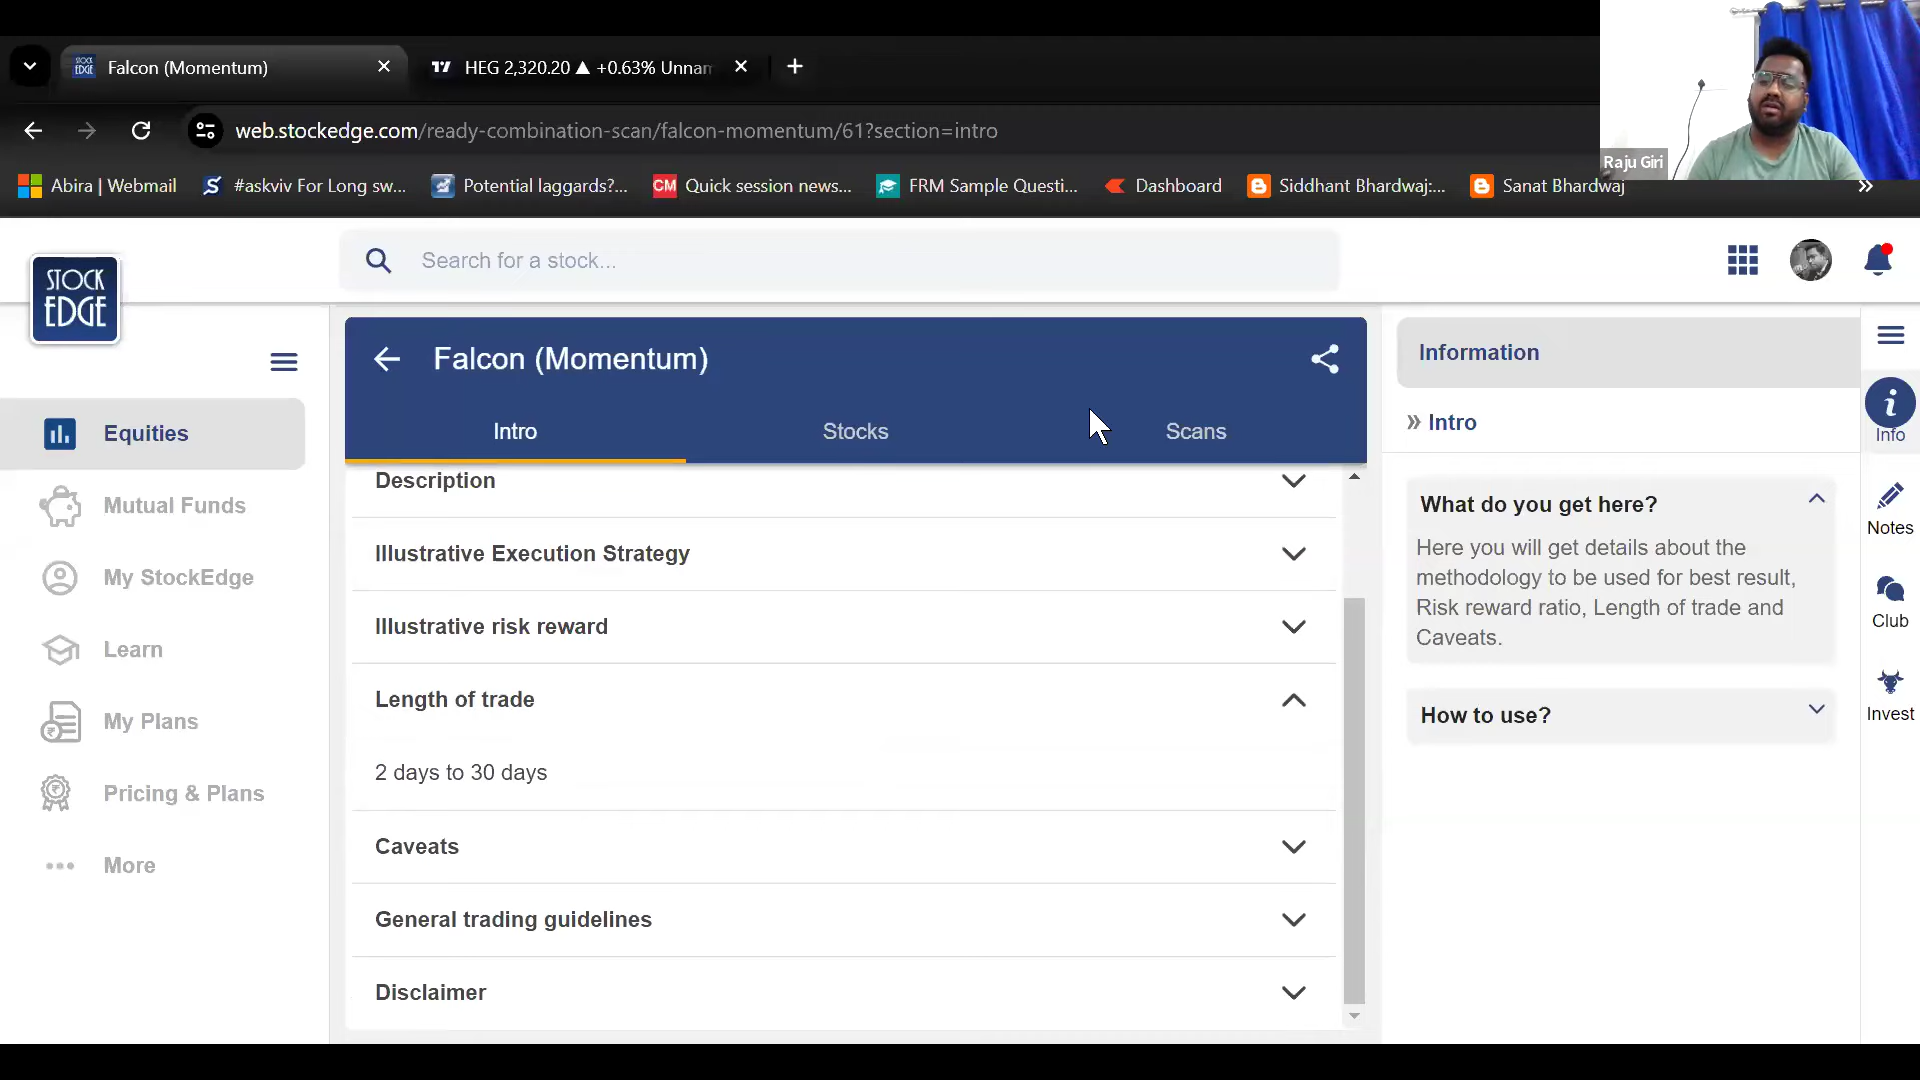 Falcon (Momentum)
HEG 2,320.20 ▲ +0.63% Unnam
web.stockedge.com/ready-combination-scan/falcon-momentum/61?section=intro
Raju Giri
Abira | Webmail
#askviv For Long sw...
Potential laggards?...
CM Quick session news...
FRM Sample Questi...
Dashboard
Siddhant Bhardwaj:...
Sanat Bhardwaj
STOCK
EDGE
Search for a stock...
Equities
Mutual Funds
My StockEdge
Learn
My Plans
Pricing & Plans
More
Falcon (Momentum)
Intro
Stocks
Scans
Description
Illustrative Execution Strategy
Illustrative risk reward
Length of trade
2 days to 30 days
Caveats
General trading guidelines
Disclaimer
Information
» Intro
What do you get here?
Here you will get details about the
methodology to be used for best result,
Risk reward ratio, Length of trade and
Caveats.
How to use?
Info
Notes
Club
Invest